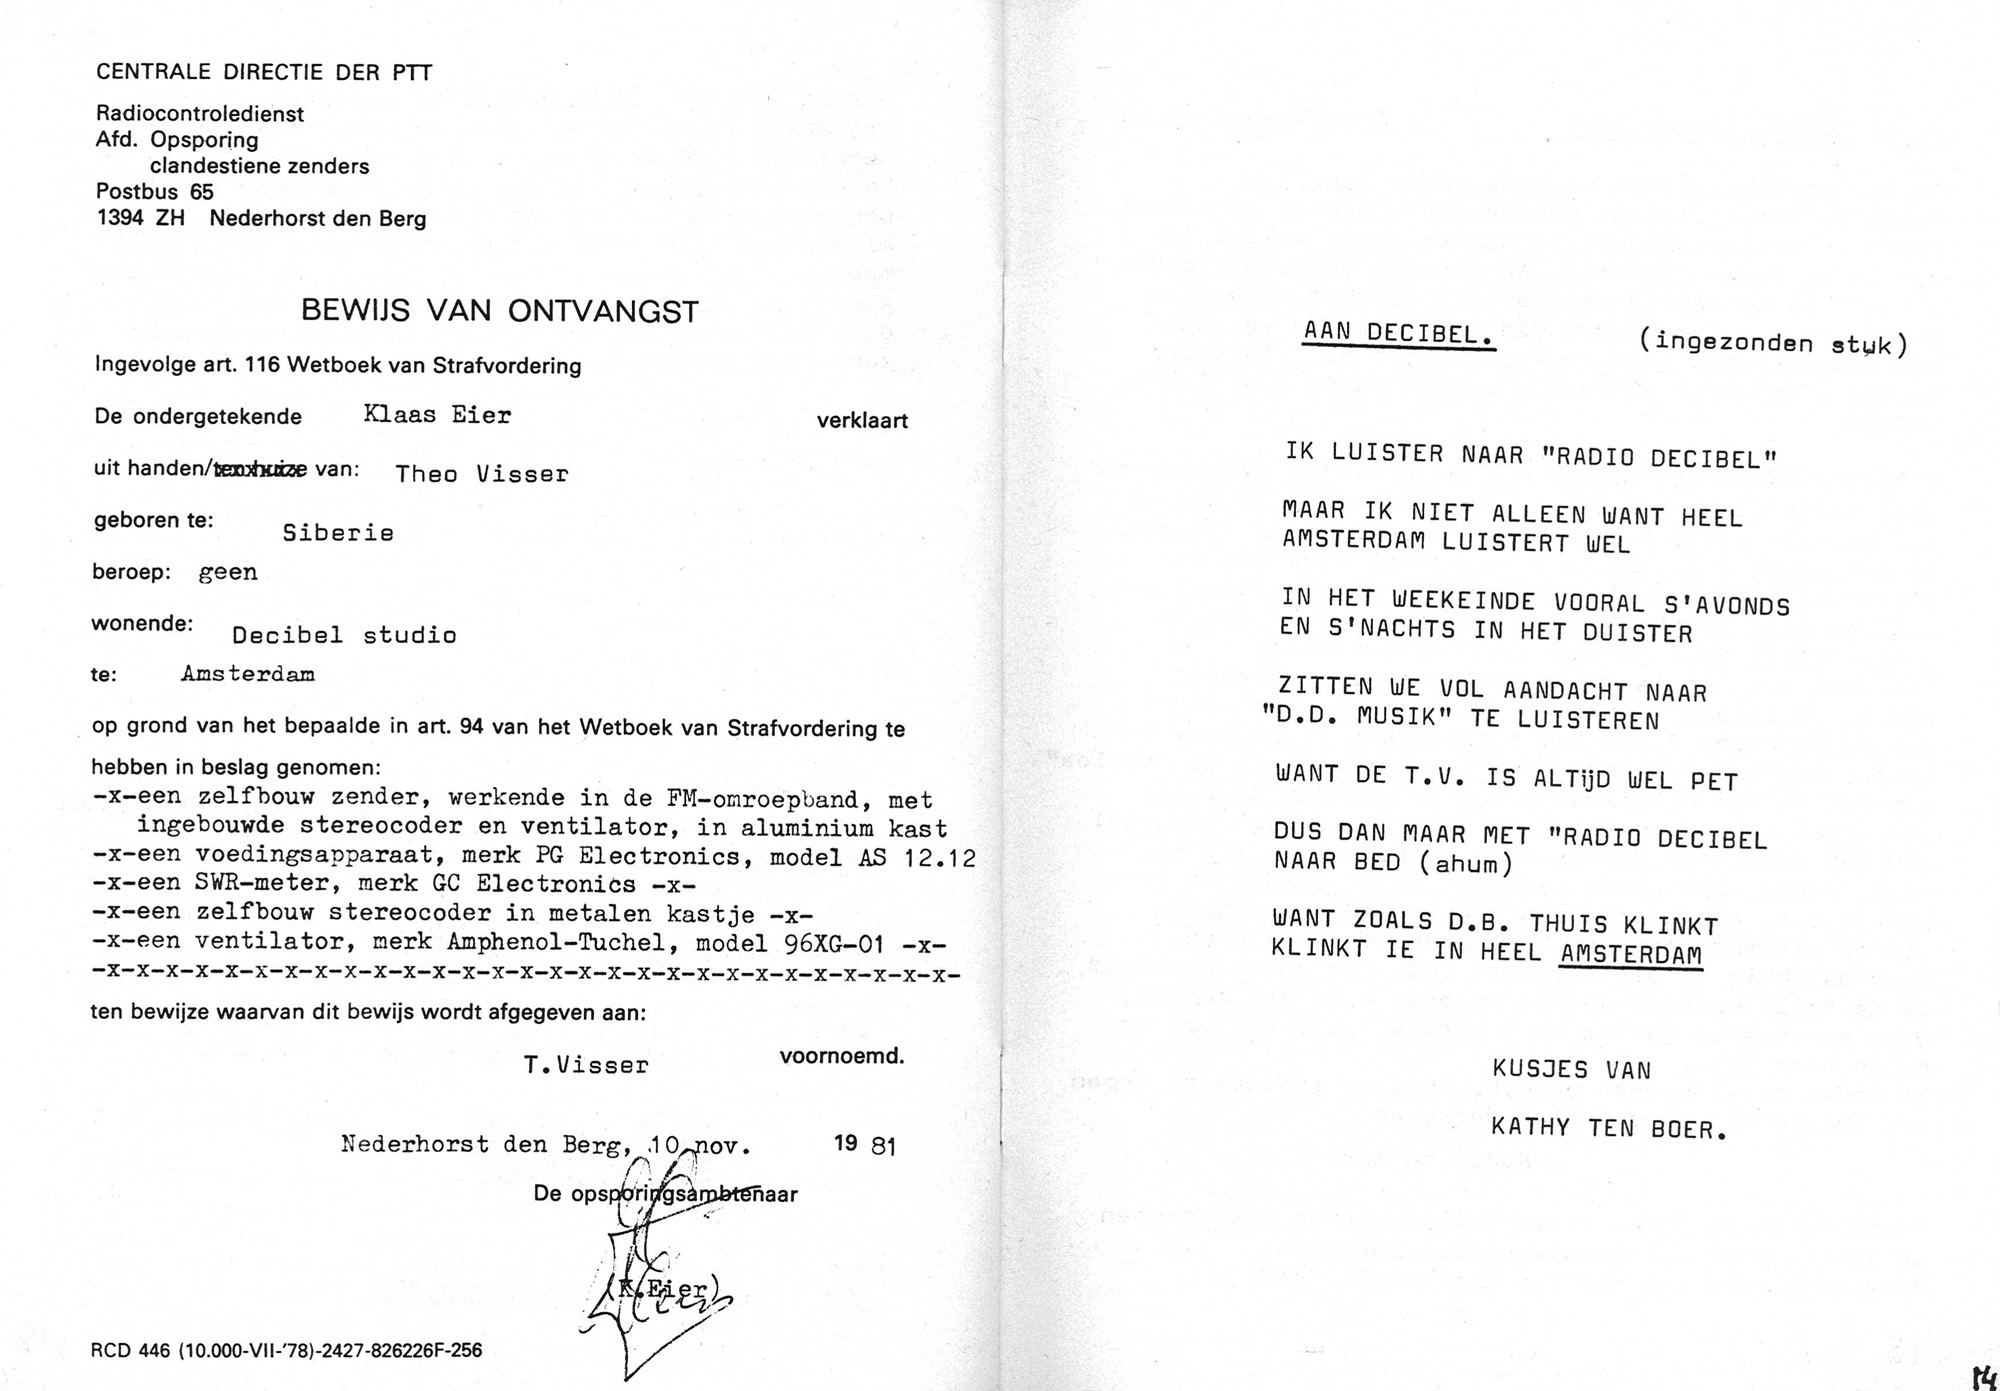 CENTRALE DIRECTIE DER PTT
Radiocontroledienst
Afd. Opsporing
clandestiene zenders
Postbus 65
1394 ZH Nederhorst den Berg
BEWIJS VAN ONTVANGST
Ingevolge art. 116 Wetboek van Strafvordering
De ondergetekende Klaas Eier verklaart
uit handen/ten huize van: Theo Visser
geboren te: Siberie
beroep: geen
wonende: Decibel studio
te: Amsterdam
op grond van het bepaalde in art. 94 van het Wetboek van Strafvordering te
hebben in beslag genomen:
-x-een zelfbouw zender, werkende in de FM-omroepband, met
ingebouwde stereocoder en ventilator, in aluminium kast
-x-een voedingsapparaat, merk PG Electronics, model AS 12.12
-x-een SWR-meter, merk GC Electronics -x-
-x-een zelfbouw stereocoder in metalen kastje -x-
-x-een ventilator, merk Amphenol-Tuchel, model 96XG-01 -x-
-x-x-x-x-x-x-x-x-x-x-x-x-x-x-x-x-x-x-x-x-x-x-x-x-x-x-x-x-x-
ten bewijze waarvan dit bewijs wordt afgegeven aan:
T.Visser voornoemd.
Nederhorst den Berg, 10 nov. 19 81
De opsporingsambtenaar
(K.Eier)
RCD 446 (10.000-VII-'78)-2427-826226F-256
AAN DECIBEL. (ingezonden stuk)
IK LUISTER NAAR "RADIO DECIBEL"
MAAR IK NIET ALLEEN WANT HEEL
AMSTERDAM LUISTERT WEL
IN HET WEEKEINDE VOORAL S'AVONDS
EN S'NACHTS IN HET DUISTER
ZITTEN WE VOL AANDACHT NAAR
"D.D. MUSIK" TE LUISTEREN
WANT DE T.V. IS ALTijD WEL PET
DUS DAN MAAR MET "RADIO DECIBEL
NAAR BED (ahum)
WANT ZOALS D.B. THUIS KLINKT
KLINKT IE IN HEEL AMSTERDAM
KUSJES VAN
KATHY TEN BOER.
14